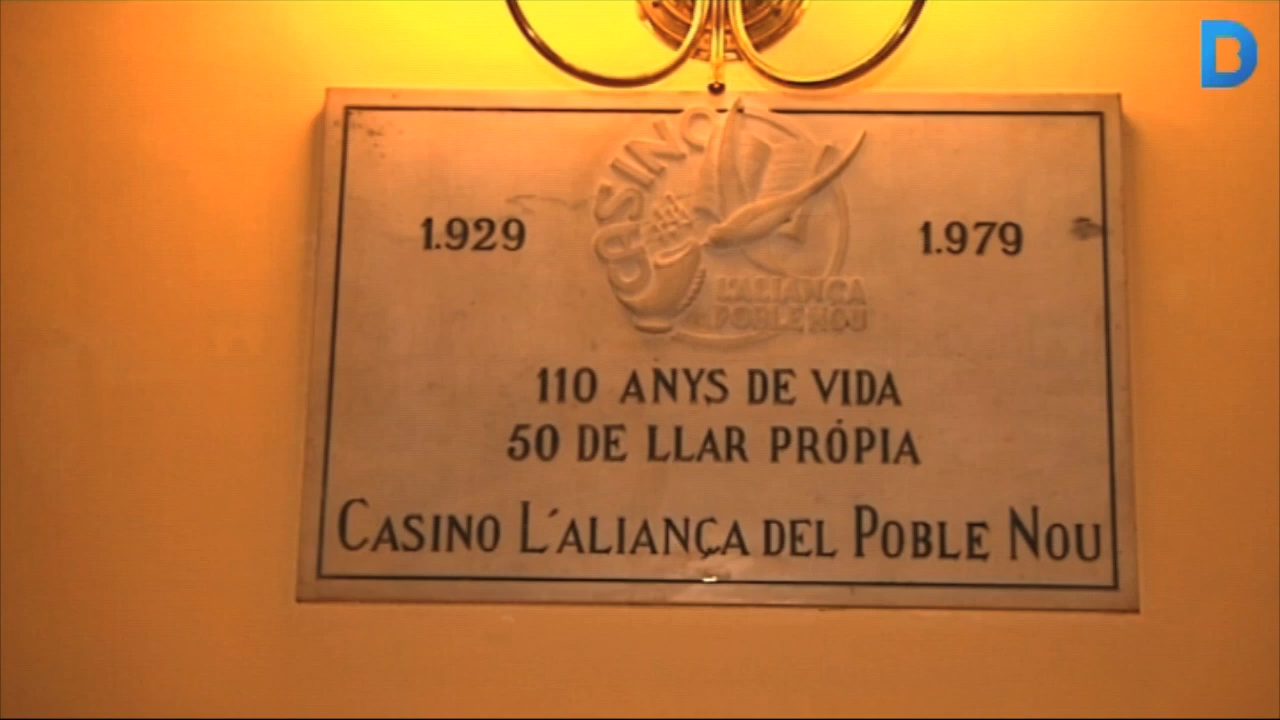 B
CASINO
1.929
1.979
L'ALIANÇA
POBLE NOU
110 ANYS DE VIDA
50 DE LLAR PRÓPIA
CASINO L'ALIANÇA DEL POBLE NOU